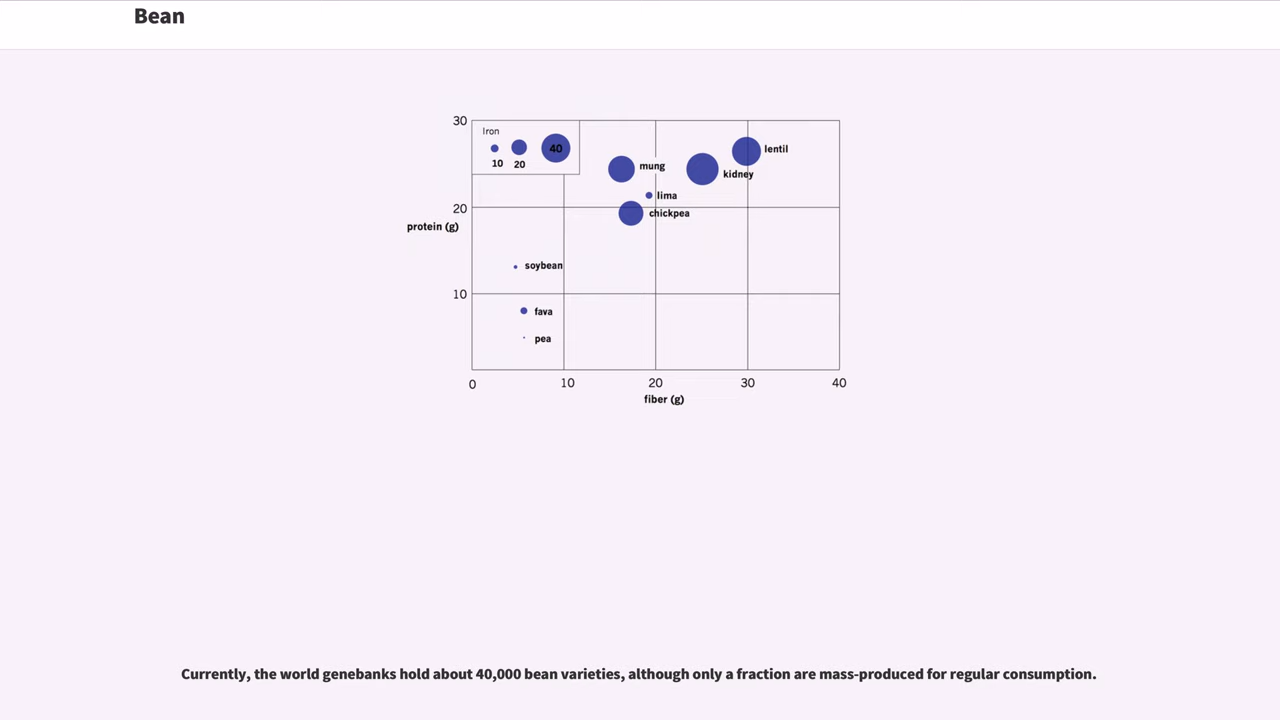 Bean
30
Iron
40
10 20
mung
lentil
kidney
lima
20
chickpea
protein (g)
soybean
10
fava
pea
0 10 20 30 40
fiber (g)
Currently, the world genebanks hold about 40,000 bean varieties, although only a fraction are mass-produced for regular consumption.